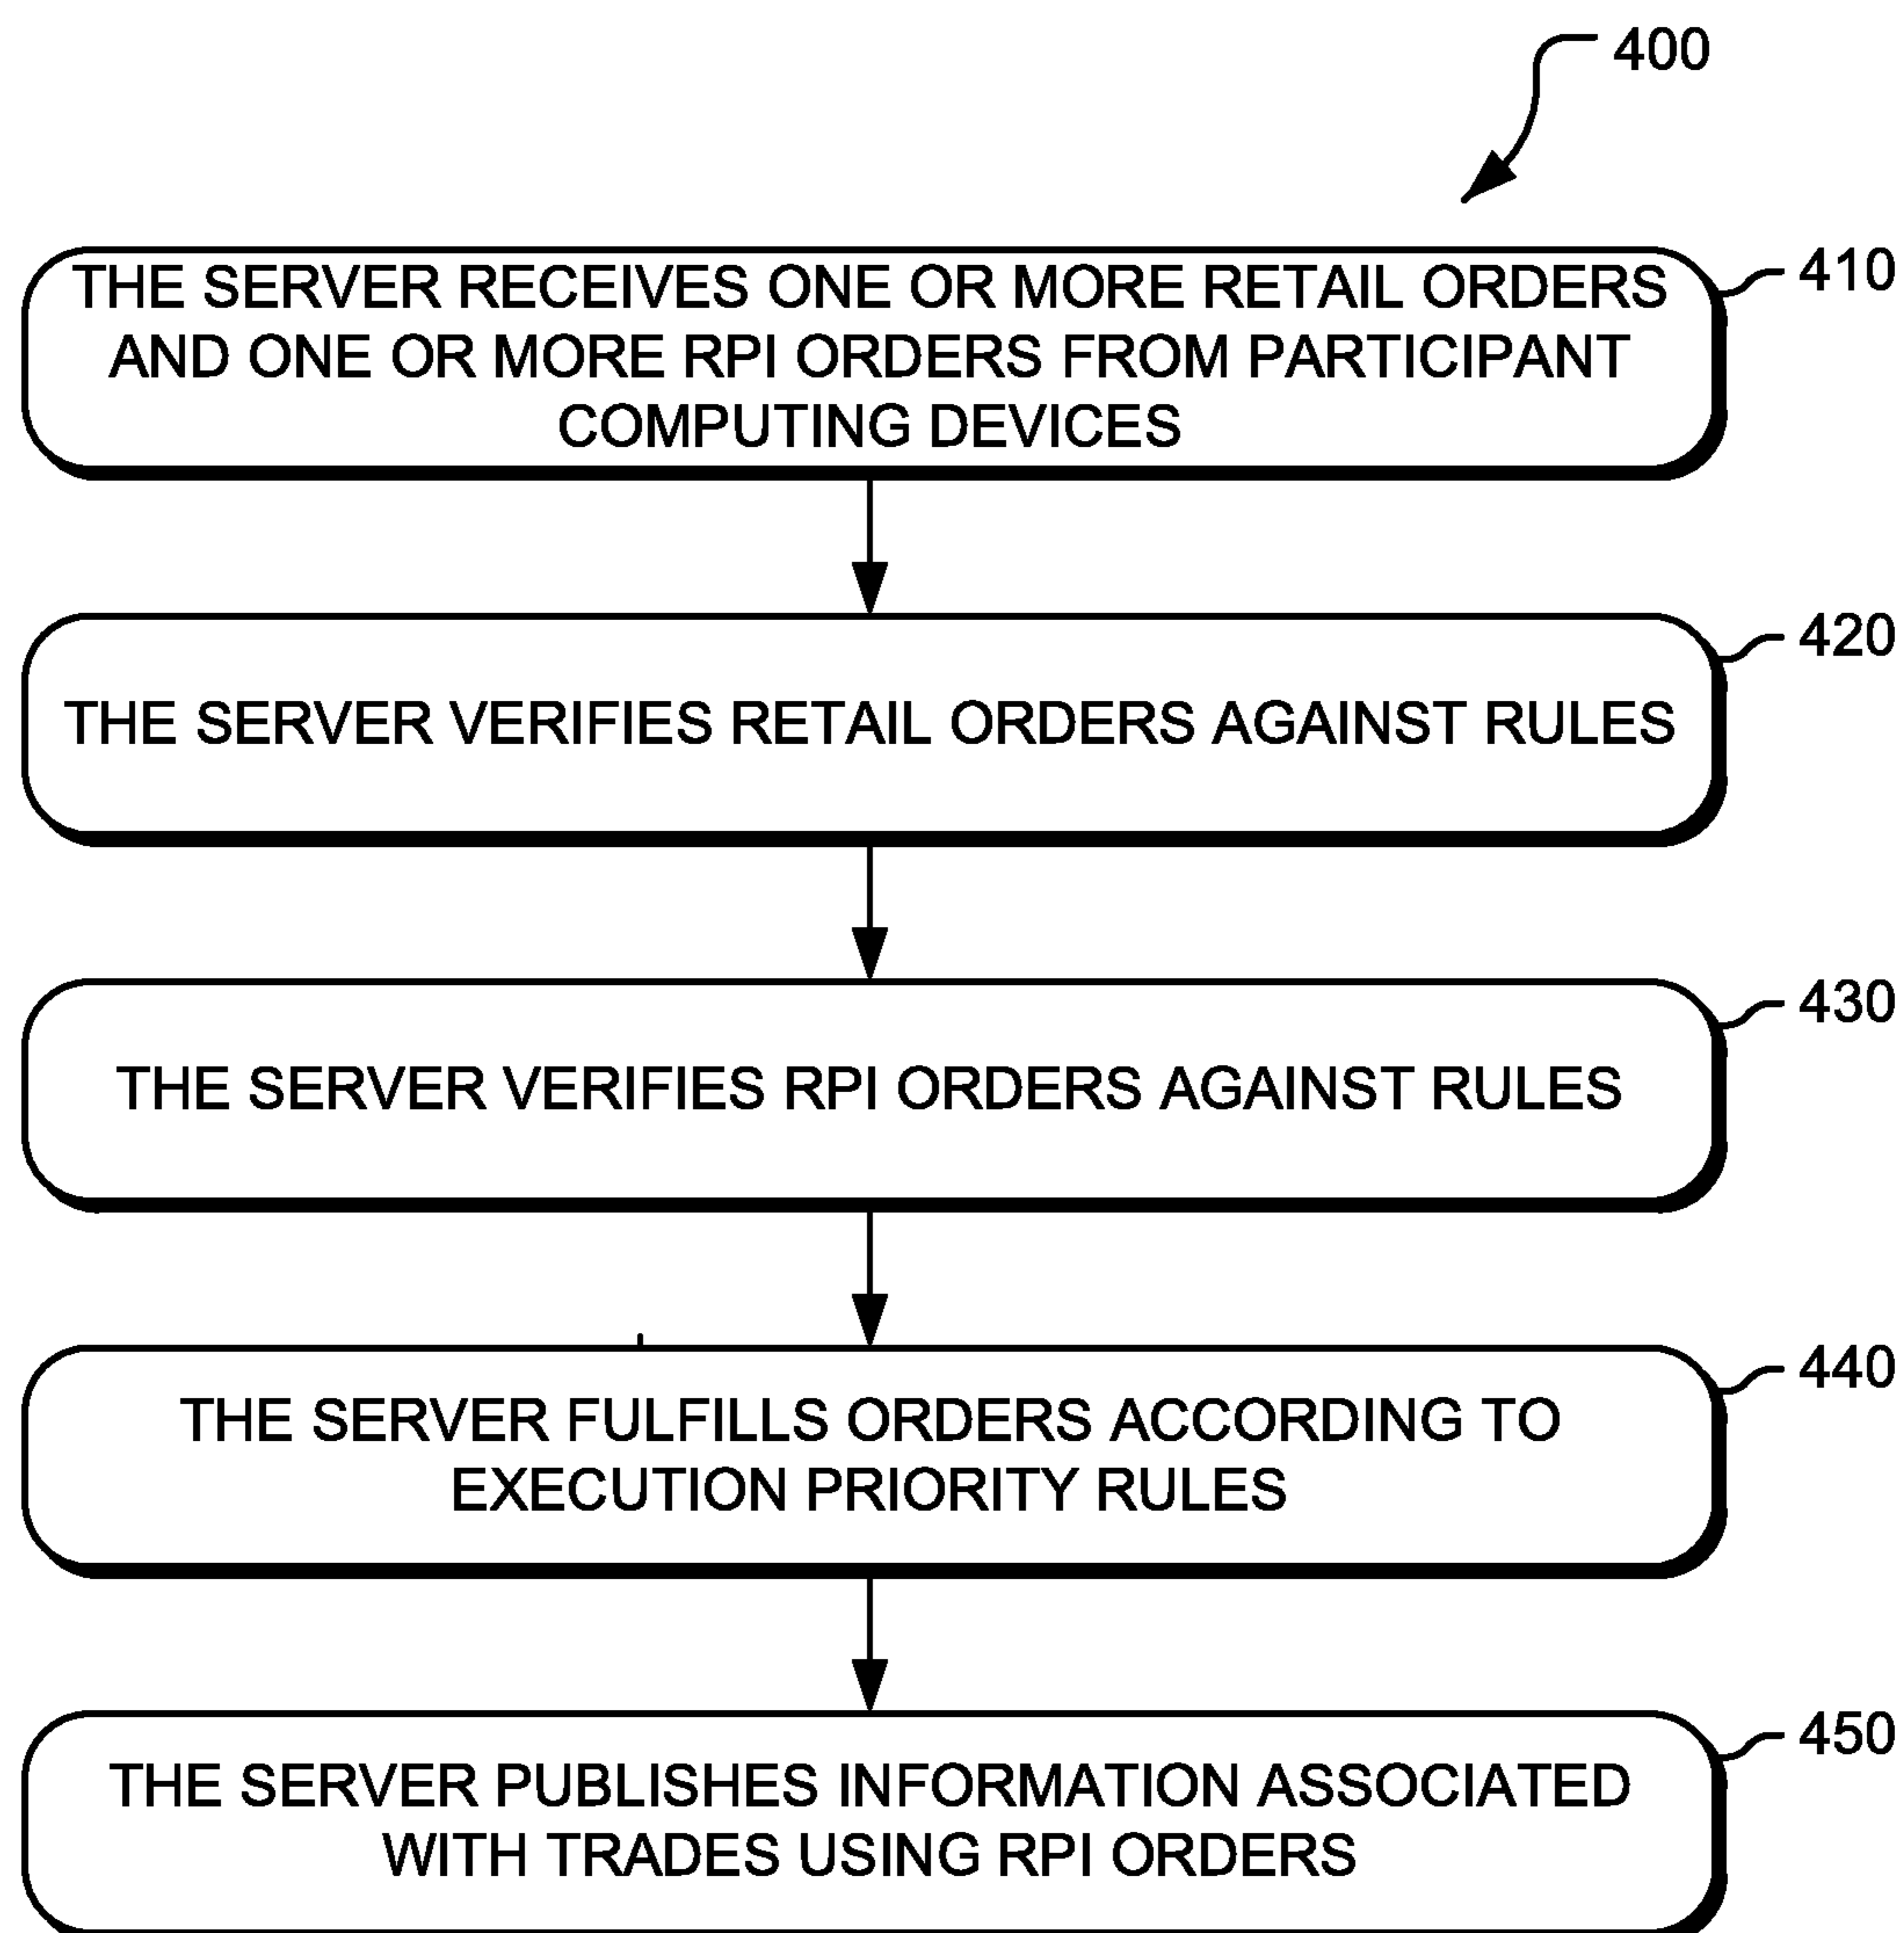 400
THE SERVER RECEIVES ONE OR MORE RETAIL ORDERS
AND ONE OR MORE RPI ORDERS FROM PARTICIPANT
COMPUTING DEVICES
410
THE SERVER VERIFIES RETAIL ORDERS AGAINST RULES
420
THE SERVER VERIFIES RPI ORDERS AGAINST RULES
430
THE SERVER FULFILLS ORDERS ACCORDING TO
EXECUTION PRIORITY RULES
440
THE SERVER PUBLISHES INFORMATION ASSOCIATED
WITH TRADES USING RPI ORDERS
450